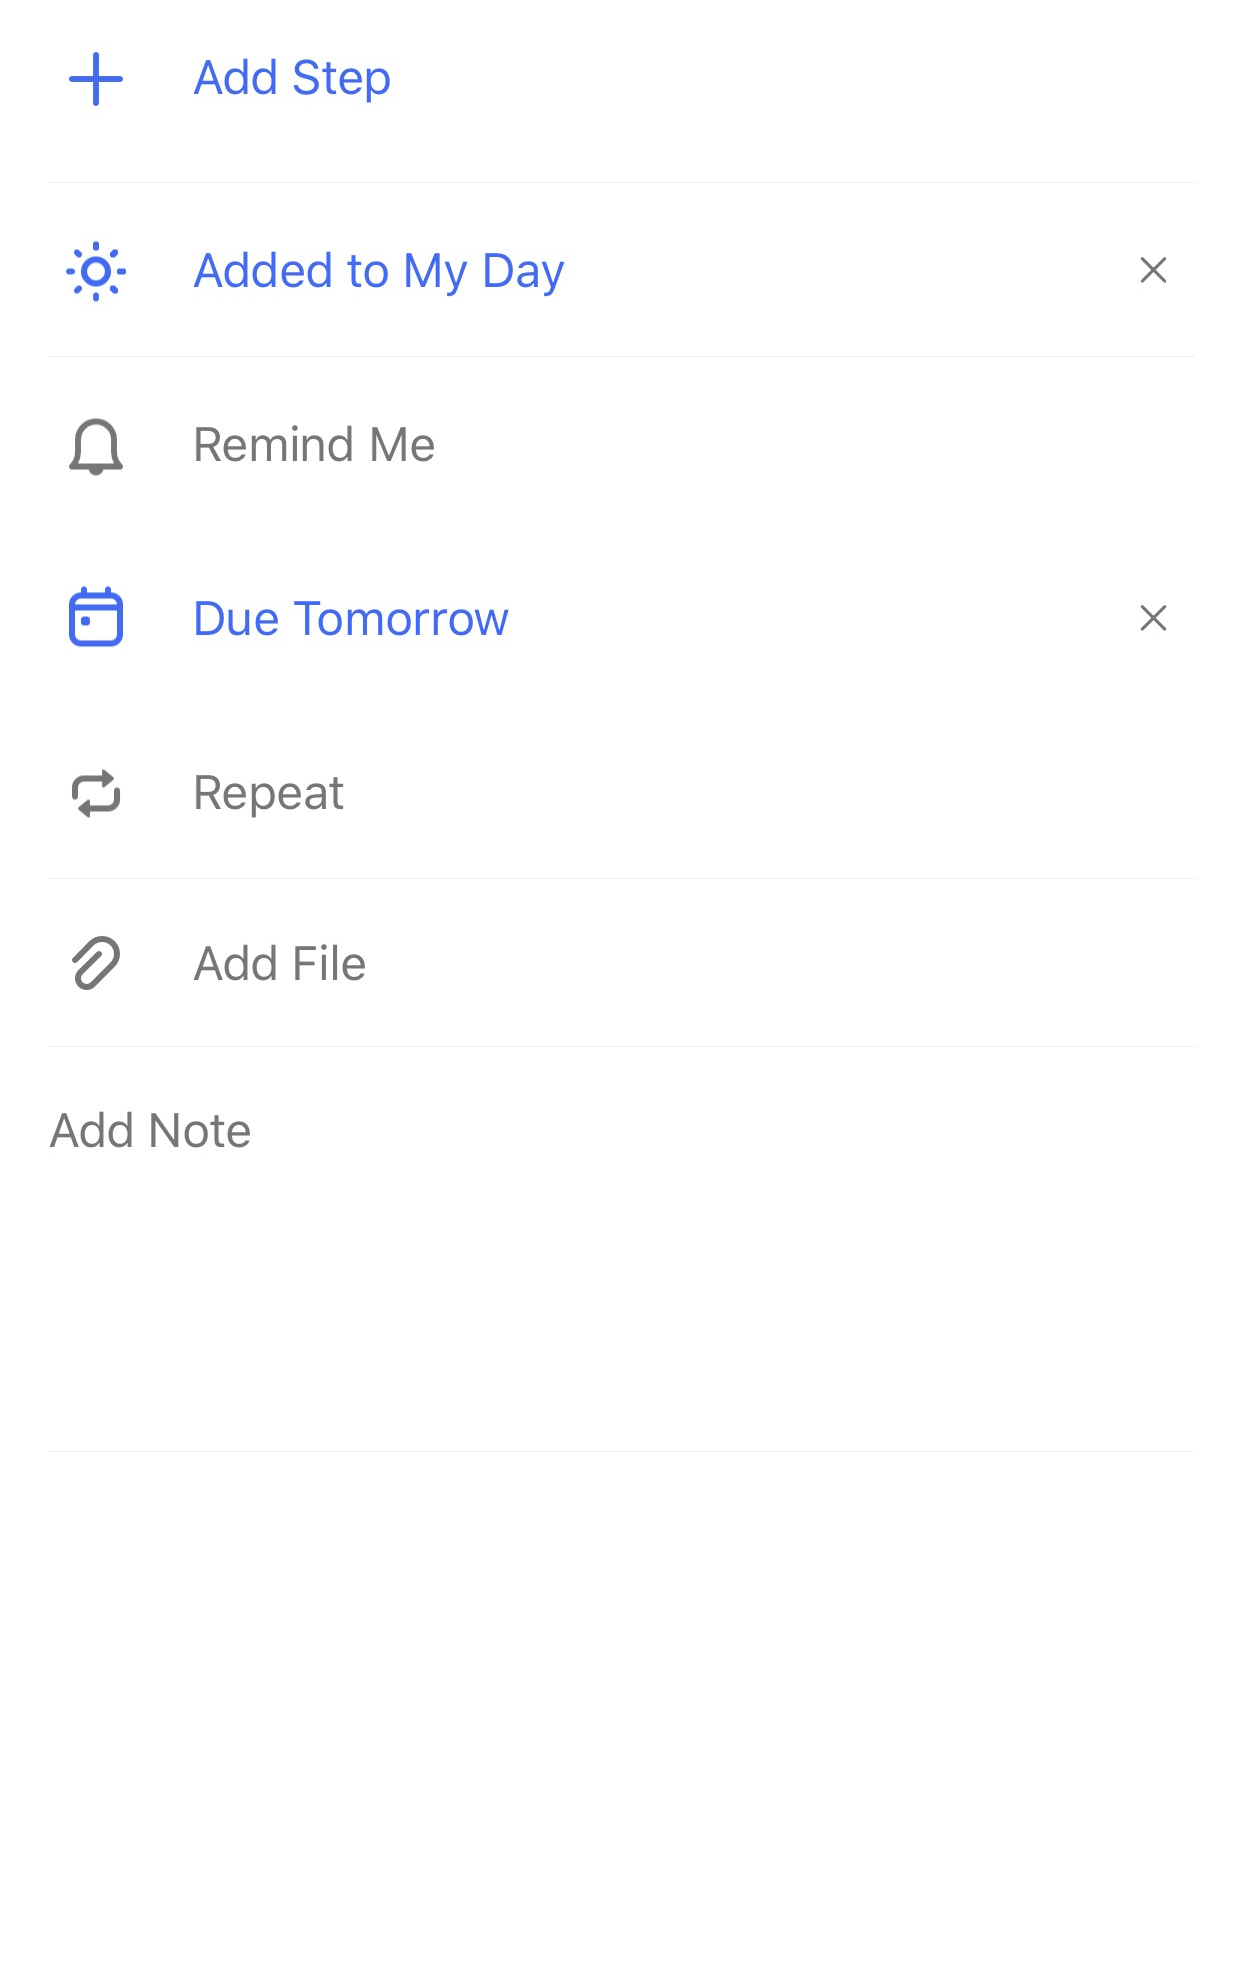 Add Step
Added to My Day
Remind Me
Due Tomorrow
Repeat
Add File
Add Note